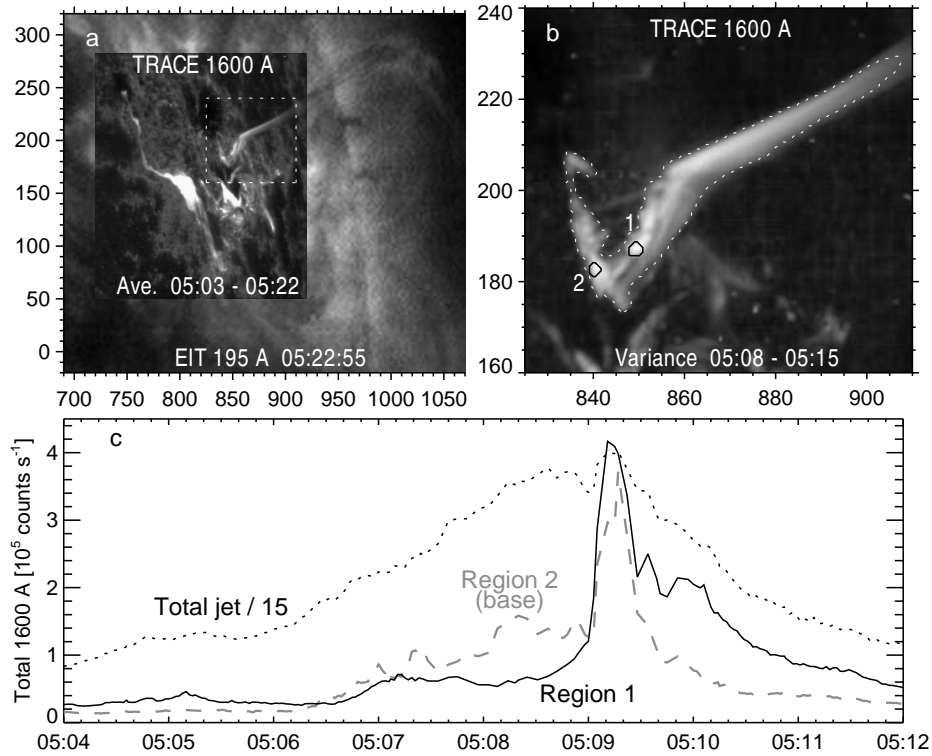 a
TRACE 1600 A
Ave. 05:03 - 05:22
EIT 195 A 05:22:55
300
250
200
150
100
50
0
700 750 800 850 900 950 1000 1050
b
TRACE 1600 A
1
2
Variance 05:08 - 05:15
240
220
200
180
160
840 860 880 900
c
Total 1600 A [10⁵ counts s⁻¹]
4
3
2
1
0
Total jet / 15
Region 2
(base)
Region 1
05:04 05:05 05:06 05:07 05:08 05:09 05:10 05:11 05:12